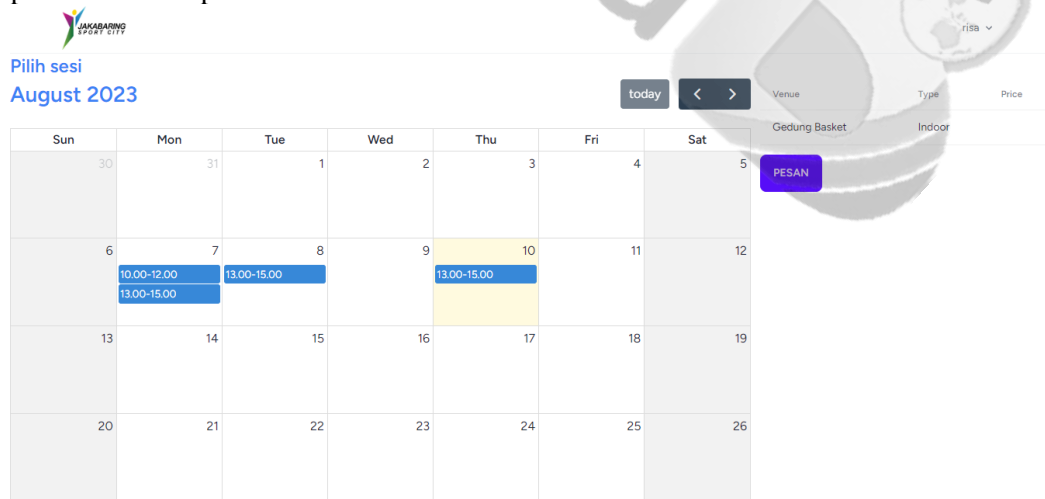 JAKABARING
SPORT CITY
risa
Pilih sesi
August 2023
today
Venue Type Price
Gedung Basket Indoor
PESAN
Sun Mon Tue Wed Thu Fri Sat
30 31 1 2 3 4 5
6 7 8 9 10 11 12
10.00-12.00 13.00-15.00 13.00-15.00
13.00-15.00
13 14 15 16 17 18 19
20 21 22 23 24 25 26